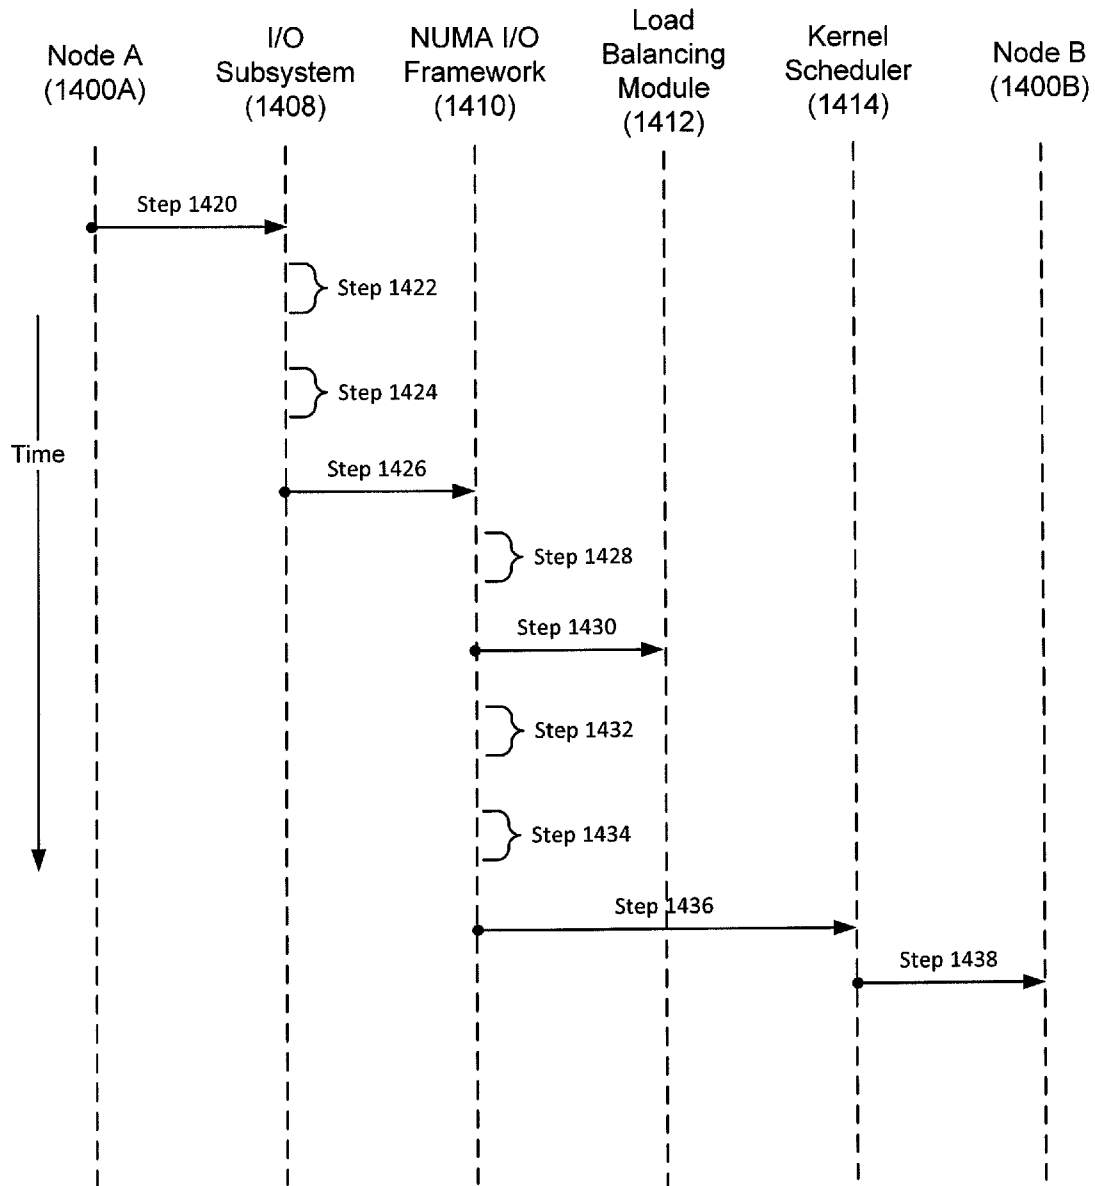 Node A
(1400A)
I/O
Subsystem
(1408)
NUMA I/O
Framework
(1410)
Load
Balancing
Module
(1412)
Kernel
Scheduler
(1414)
Node B
(1400B)
Step 1420
Step 1422
Step 1424
Time
Step 1426
Step 1428
Step 1430
Step 1432
Step 1434
Step 1436
Step 1438